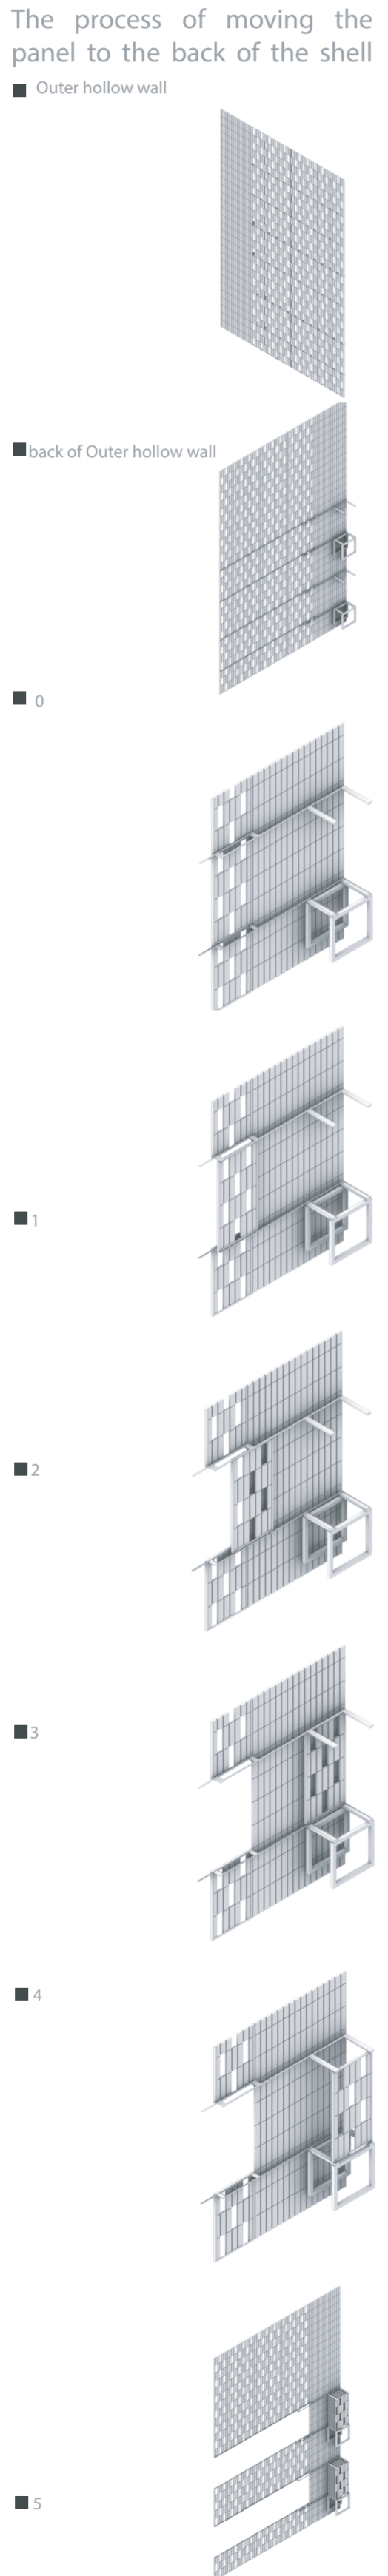 The process of moving the
panel to the back of the shell
Outer hollow wall
back of Outer hollow wall
0
1
2
3
4
5